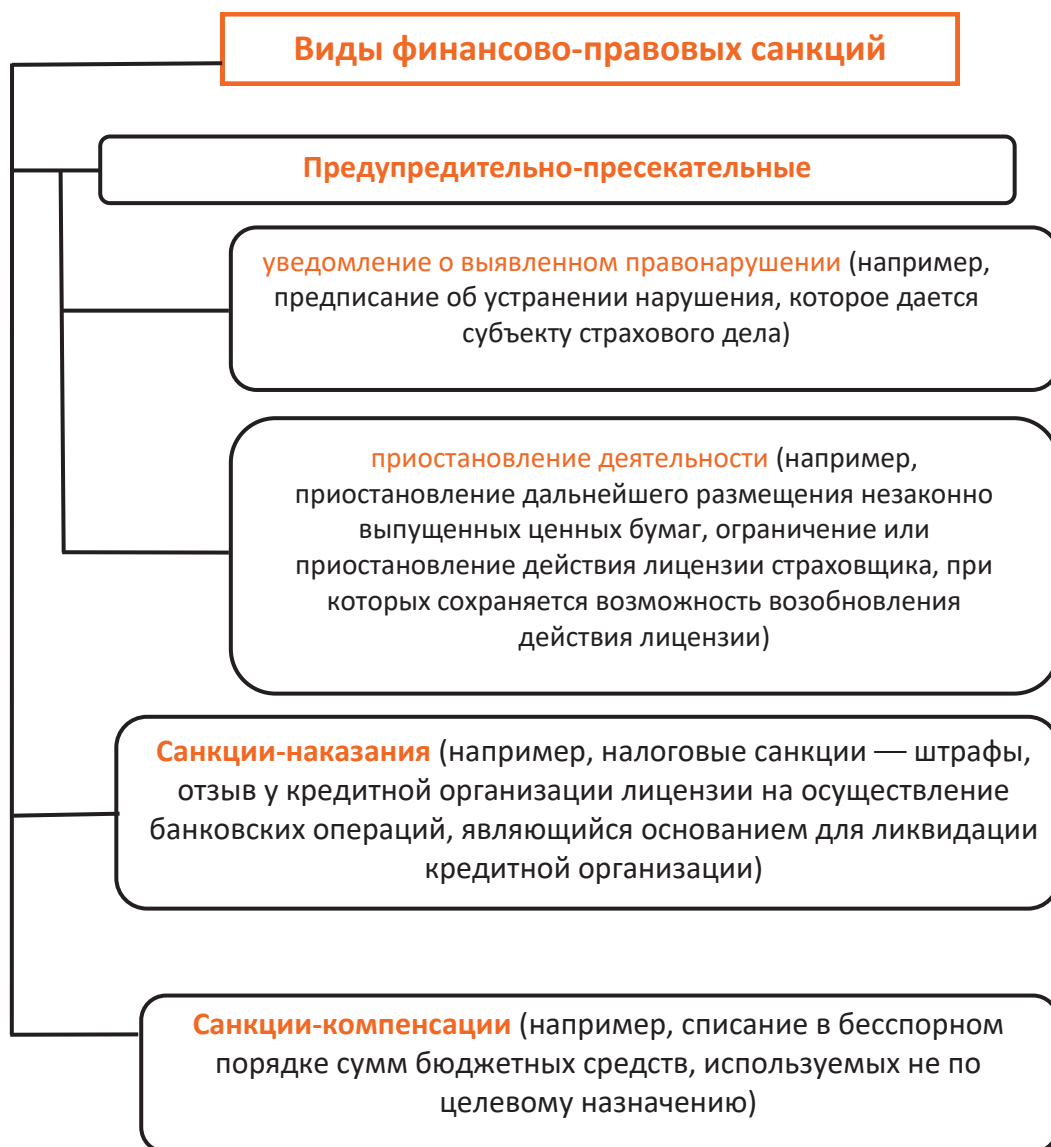 Виды финансово-правовых санкций
Предупредительно-пресекательные
уведомление о выявленном правонарушении (например,
предписание об устранении нарушения, которое дается
субъекту страхового дела)
приостановление деятельности (например,
приостановление дальнейшего размещения незаконно
выпущенных ценных бумаг, ограничение или
приостановление действия лицензии страховщика, при
которых сохраняется возможность возобновления
действия лицензии)
Санкции-наказания (например, налоговые санкции — штрафы,
отзыв у кредитной организации лицензии на осуществление
банковских операций, являющийся основанием для ликвидации
кредитной организации)
Санкции-компенсации (например, списание в бесспорном
порядке сумм бюджетных средств, используемых не по
целевому назначению)